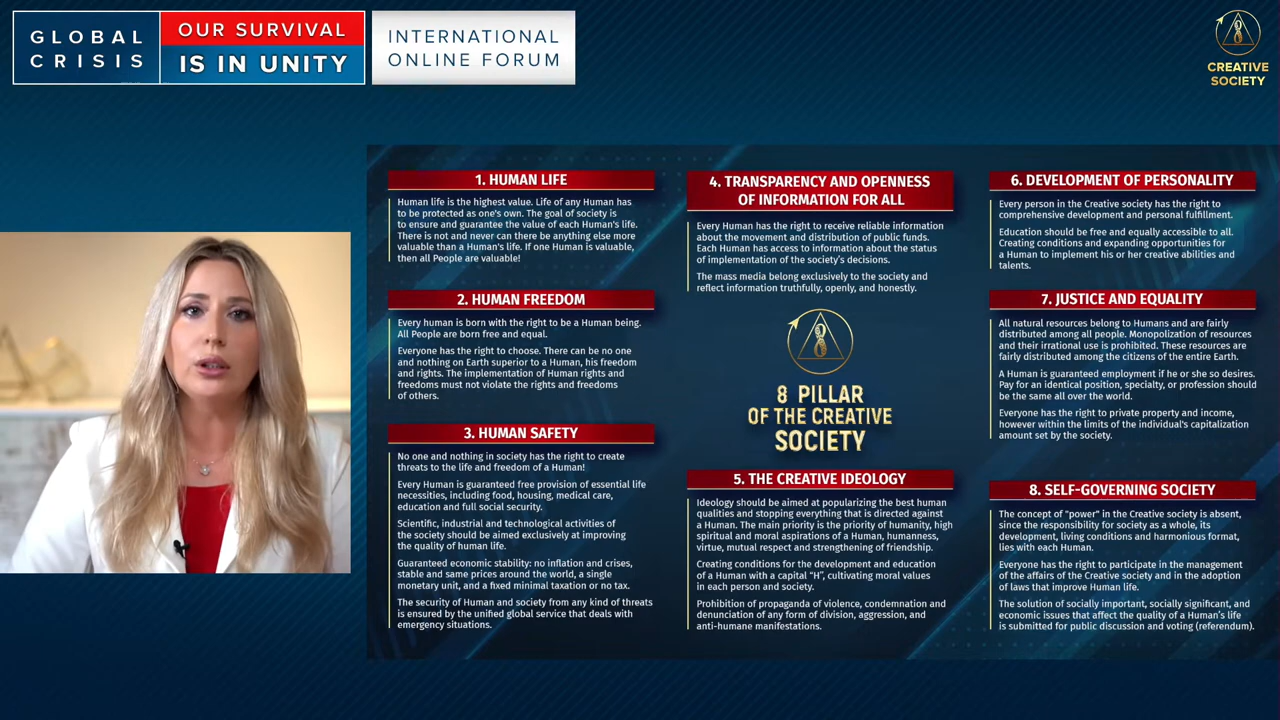 GLOBAL
CRISIS
OUR SURVIVAL
IS IN UNITY
INTERNATIONAL
ONLINE FORUM
CREATIVE
SOCIETY
1. HUMAN LIFE
Human life is the highest value. Life of any Human has
to be protected as one's own. The goal of society is
to ensure and guarantee the value of each Human's life.
There is not and never can there be anything else more
valuable than a Human's life. If one Human is valuable,
then all People are valuable!
2. HUMAN FREEDOM
Every human is born with the right to be a Human being.
All People are born free and equal.
Everyone has the right to choose. There can be no one
and nothing on Earth superior to a Human, his freedom
and rights. The implementation of Human rights and
freedoms must not violate the rights and freedoms
of others.
3. HUMAN SAFETY
No one and nothing in society has the right to create
threats to the life and freedom of a Human!
Every Human is guaranteed free provision of essential life
necessities, including food, housing, medical care,
education and full social security.
Scientific, industrial and technological activities of
the society should be aimed exclusively at improving
the quality of human life.
Guaranteed economic stability: no inflation and crises,
stable and same prices around the world, a single
monetary unit, and a fixed minimal taxation or no tax.
The security of Human and society from any kind of threats
is ensured by the unified global service that deals with
emergency situations.
4. TRANSPARENCY AND OPENNESS
OF INFORMATION FOR ALL
Every Human has the right to receive reliable information
about the movement and distribution of public funds.
Each Human has access to information about the status
of implementation of the society's decisions.
The mass media belong exclusively to the society and
reflect information truthfully, openly, and honestly.
8 PILLAR
OF THE CREATIVE
SOCIETY
5. THE CREATIVE IDEOLOGY
Ideology should be aimed at popularizing the best human
qualities and stopping everything that is directed against
a Human. The main priority is the priority of humanity, high
spiritual and moral aspirations of a Human, humanness,
virtue, mutual respect and strengthening of friendship.
Creating conditions for the development and education
of a Human with a capital "H", cultivating moral values
in each person and society.
Prohibition of propaganda of violence, condemnation and
denunciation of any form of division, aggression, and
anti-humane manifestations.
6. DEVELOPMENT OF PERSONALITY
Every person in the Creative society has the right to
comprehensive development and personal fulfillment.
Education should be free and equally accessible to all.
Creating conditions and expanding opportunities for
a Human to implement his or her creative abilities and
talents.
7. JUSTICE AND EQUALITY
All natural resources belong to Humans and are fairly
distributed among all people. Monopolization of resources
and their irrational use is prohibited. These resources are
fairly distributed among the citizens of the entire Earth.
A Human is guaranteed employment if he or she so desires.
Pay for an identical position, specialty, or profession should
be the same all over the world.
Everyone has the right to private property and income,
however within the limits of the individual's capitalization
amount set by the society.
8. SELF-GOVERNING SOCIETY
The concept of "power" in the Creative society is absent,
since the responsibility for society as a whole, its
development, living conditions and harmonious format,
lies with each Human.
Everyone has the right to participate in the management
of the affairs of the Creative society and in the adoption
of laws that improve Human life.
The solution of socially important, socially significant, and
economic issues that affect the quality of a Human's life
is submitted for public discussion and voting (referendum).